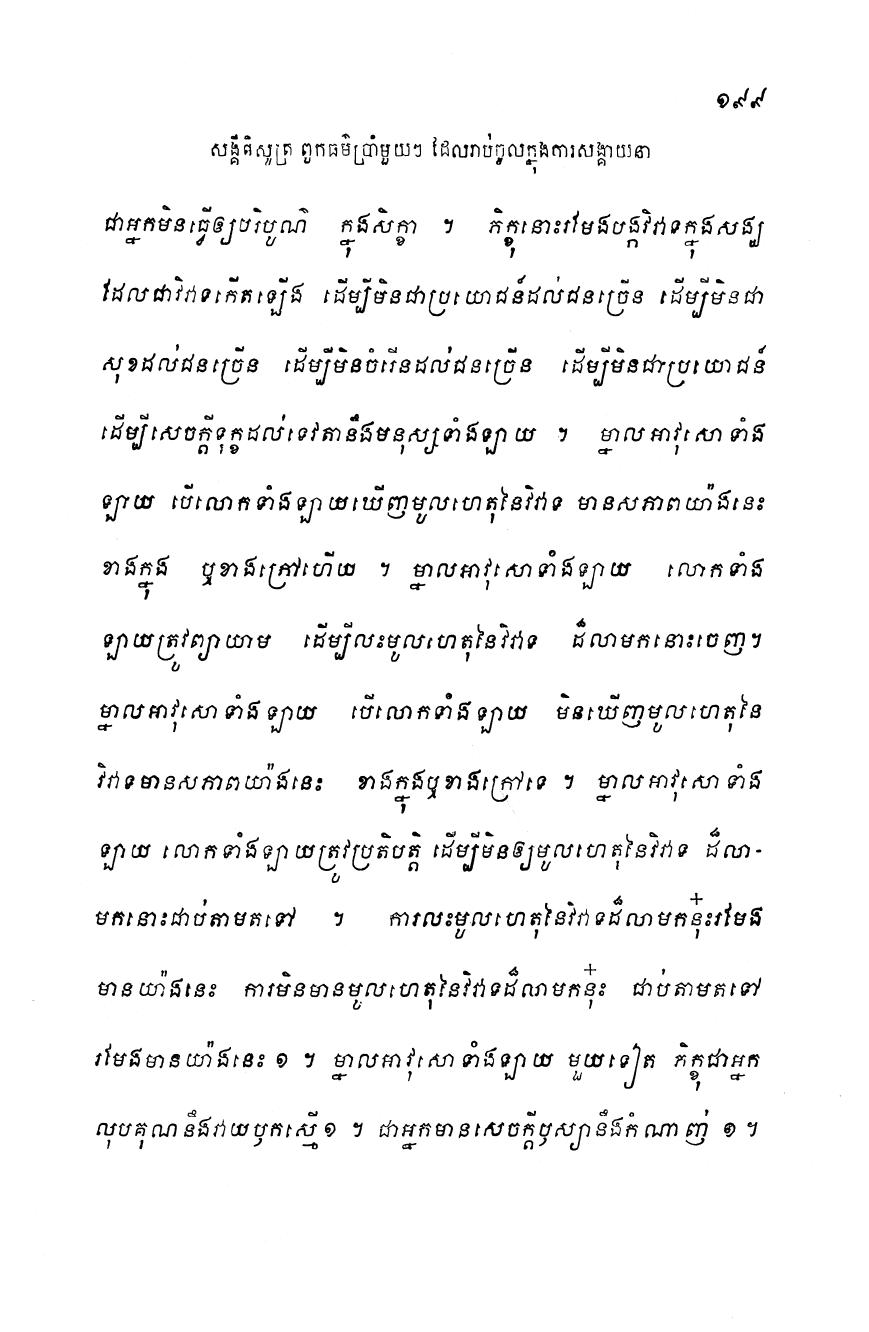 ១៩៩
សង្គីតិសូត្រ ពួកធម៌ប្រាំមួយៗ ដែលរាប់ចូលក្នុងការសង្គាយនា
ជាអ្នកមិនធ្វើឲ្យបរិបូណ៌ ក្នុងសិក្ខា ។ ភិក្ខុនោះរមែងបង្កវិវាទក្នុងសង្ឃ
ដែលជាវិវាទកើតឡើង ដើម្បីមិនជាប្រយោជន៍ដល់ជនច្រើន ដើម្បីមិនជា
សុខដល់ជនច្រើន ដើម្បីមិនចំរើនដល់ជនច្រើន ដើម្បីមិនជាប្រយោជន៍
ដើម្បីសេចក្តីទុក្ខដល់ទេវតានឹងមនុស្សទាំងឡាយ ។ ម្នាលអាវុសោទាំង
ឡាយ បើលោកទាំងឡាយឃើញមូលហេតុនៃវិវាទ មានសភាពយ៉ាងនេះ
ខាងក្នុង ឬខាងក្រៅហើយ ។ ម្នាលអាវុសោទាំងឡាយ លោកទាំង
ឡាយត្រូវព្យាយាម ដើម្បីលះមូលហេតុនៃវិវាទ ដ៏លាមកនោះចេញ។
ម្នាលអាវុសោទាំងឡាយ បើលោកទាំងឡាយ មិនឃើញមូលហេតុនៃ
វិវាទមានសភាពយ៉ាងនេះ ខាងក្នុងឬខាងក្រៅទេ ។ ម្នាលអាវុសោទាំង
ឡាយ លោកទាំងឡាយត្រូវប្រតិបត្តិ ដើម្បីមិនឲ្យមូលហេតុនៃវិវាទ ដ៏លា-
មកនោះជាប់តាមតទៅ ។ ការលះមូលហេតុនៃវិវាទដ៏លាមកនុ៎ះរមែង
មានយ៉ាងនេះ ការមិនមានមូលហេតុនៃវិវាទដ៏លាមកនុ៎ះ ជាប់តាមតទៅ
រមែងមានយ៉ាងនេះ ១ ។ ម្នាលអាវុសោទាំងឡាយ មួយទៀត ភិក្ខុជាអ្នក
លុបគុណនឹងវាយឫកស្មើ ១ ។ ជាអ្នកមានសេចក្តីឫស្យានឹងកំណាញ់ ១ ។